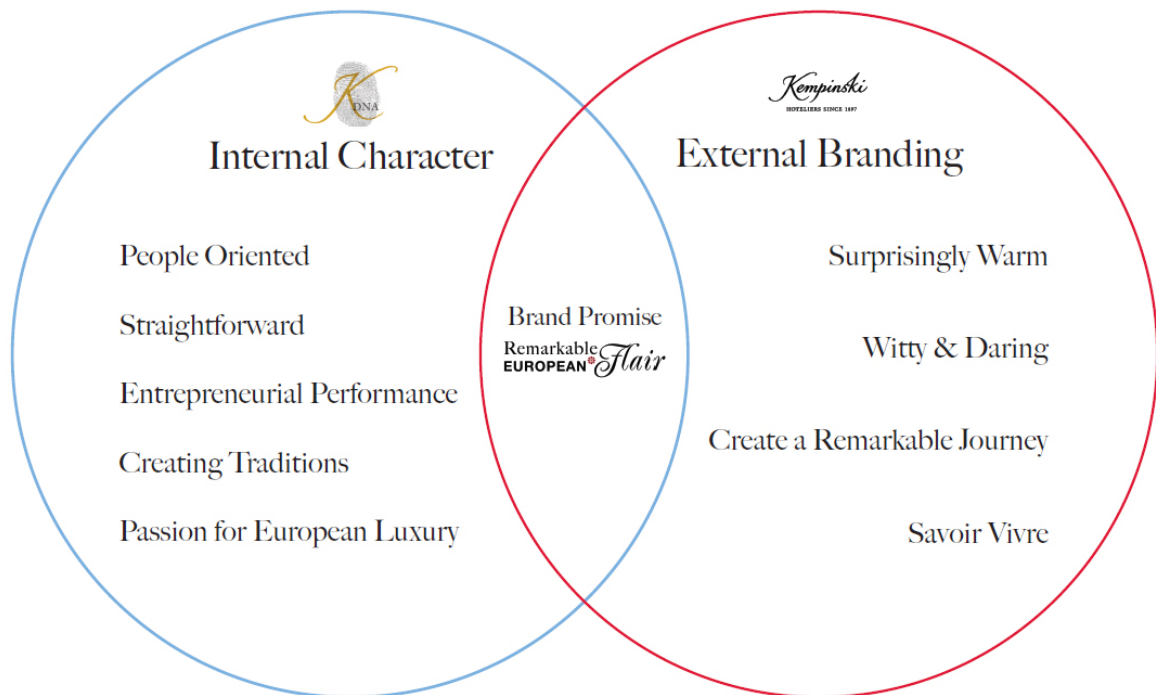 K DNA
Internal Character
People Oriented
Straightforward
Entrepreneurial Performance
Creating Traditions
Passion for European Luxury
Brand Promise
Remarkable
EUROPEAN Flair
Kempinski
HOTELIERS SINCE 1897
External Branding
Surprisingly Warm
Witty & Daring
Create a Remarkable Journey
Savoir Vivre